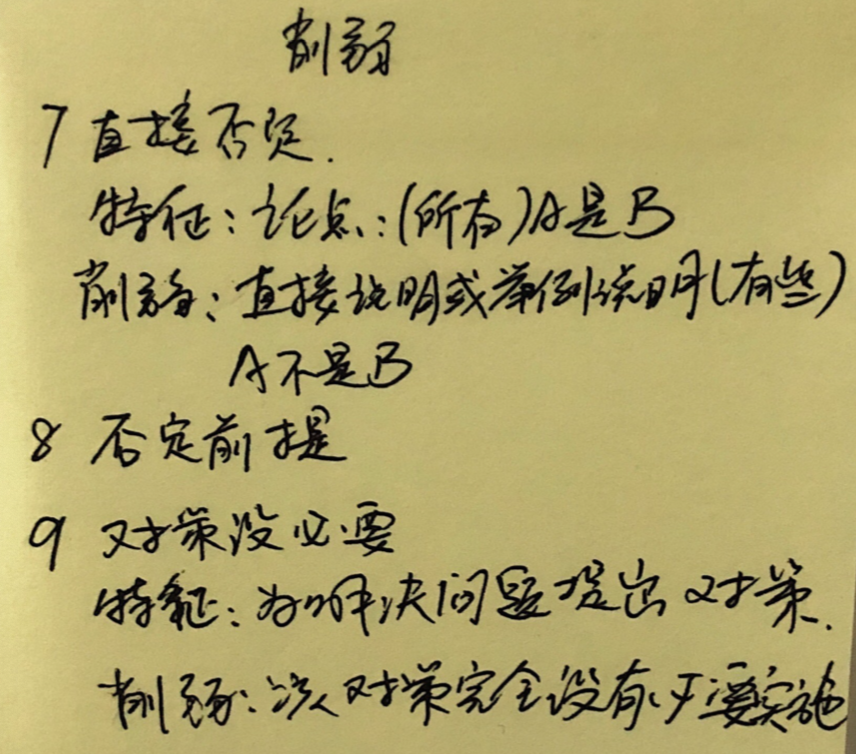 削弱
7 直接否定.
特征:论点:(所有)A是B
削弱:直接说明或举例说明(有些)
A不是B
8 否定前提
9 对策没必要
特征:为解决问题提出对策.
削弱:该对策完全没有必要实施